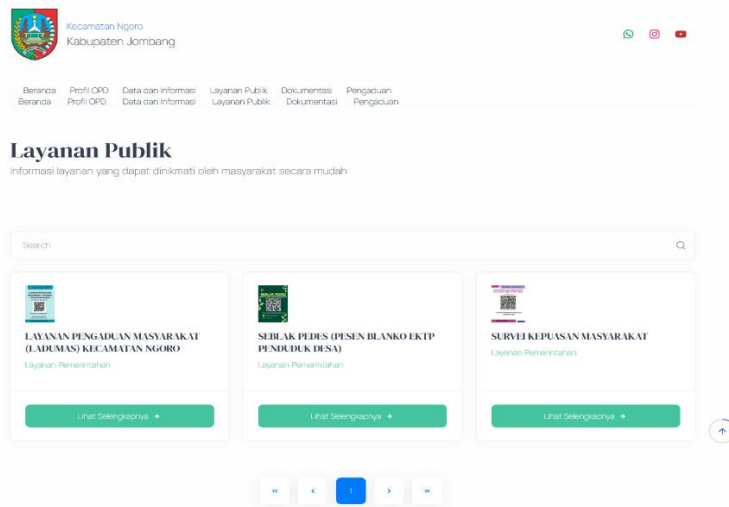 Kecamatan Ngoro
Kabupaten Jombang
Beranda Profil OPD Data dan Informasi Layanan Publik Dokumentasi Pengaduan
Beranda Profil OPD Data dan Informasi Layanan Publik Dokumentasi Pengaduan
Layanan Publik
Informasi layanan yang dapat dinikmati oleh masyarakat secara mudah
Search
LAYANAN PENGADUAN MASYARAKAT
(LADUMAS) KECAMATAN NGORO
Layanan Pemerintahan
Lihat Selengkapnya →
SEBLAK PEDES (PESEN BLANKO EKTP
PENDUDUK DESA)
Layanan Pemerintahan
Lihat Selengkapnya →
SURVEI KEPUASAN MASYARAKAT
Layanan Pemerintahan
Lihat Selengkapnya →
« ‹ 1 › »